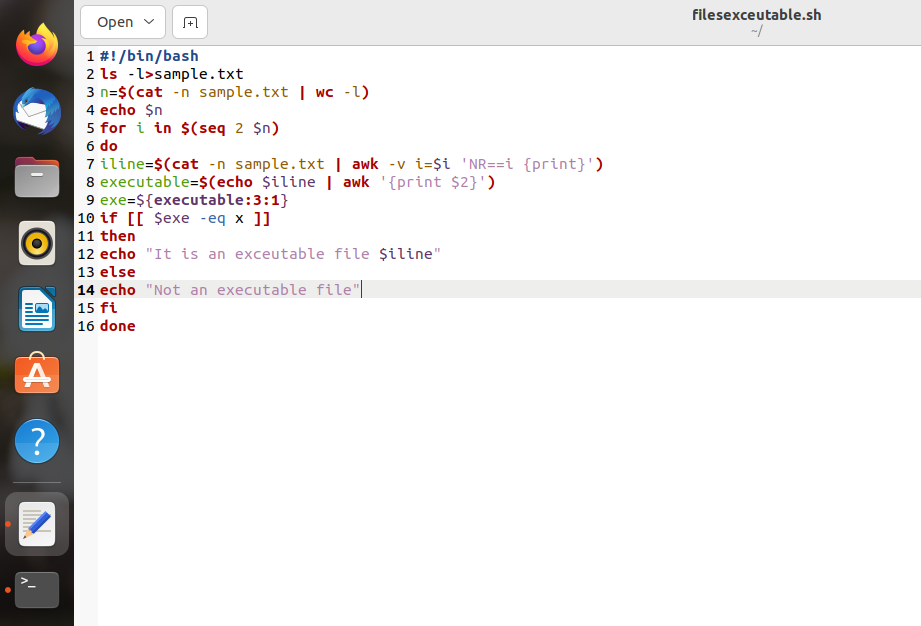 Open
filesexceutable.sh
~/
1 #!/bin/bash
2 ls -l>sample.txt
3 n=$(cat -n sample.txt | wc -l)
4 echo $n
5 for i in $(seq 2 $n)
6 do
7 iline=$(cat -n sample.txt | awk -v i=$i 'NR==i {print}')
8 executable=$(echo $iline | awk '{print $2}')
9 exe=${executable:3:1}
10 if [[ $exe -eq x ]]
11 then
12 echo "It is an exceutable file $iline"
13 else
14 echo "Not an executable file"
15 fi
16 done
A
?
>_